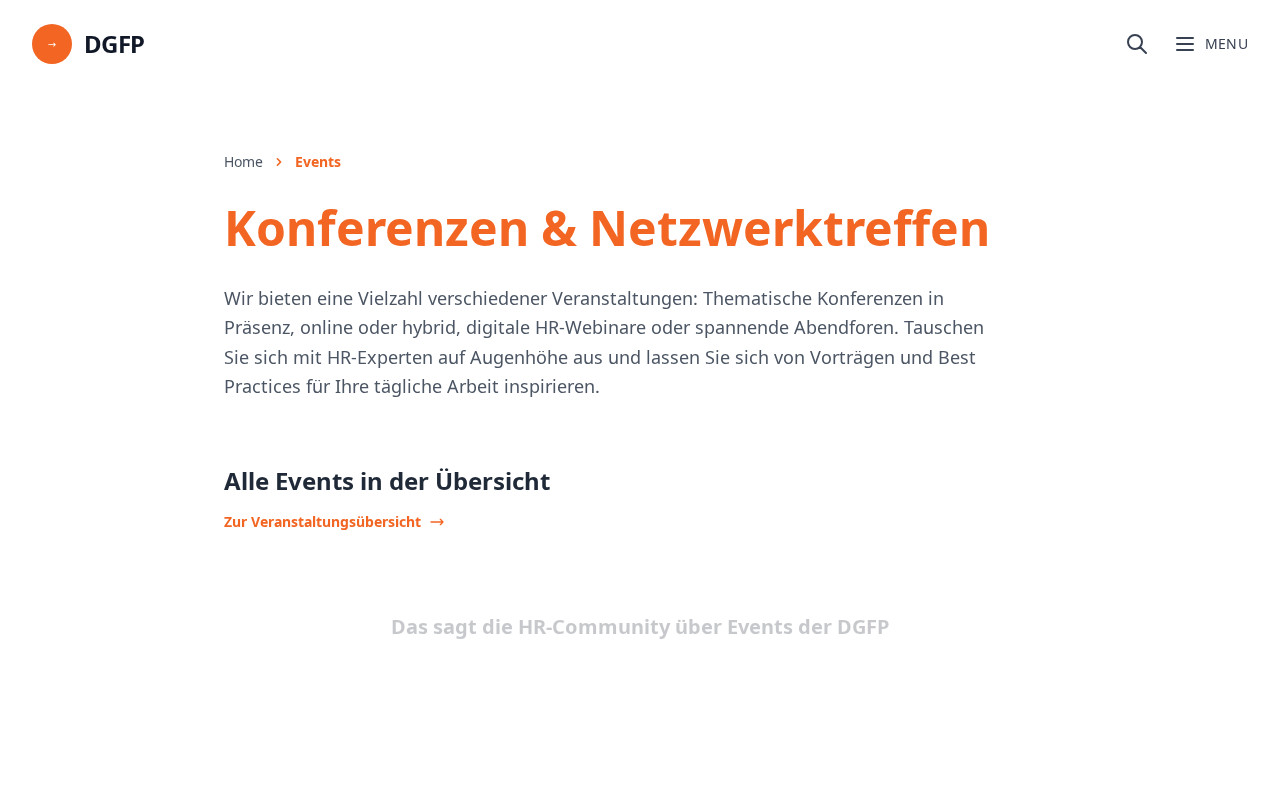 → DGFP
MENU
Home > Events
Konferenzen & Netzwerktreffen
Wir bieten eine Vielzahl verschiedener Veranstaltungen: Thematische Konferenzen in
Präsenz, online oder hybrid, digitale HR-Webinare oder spannende Abendforen. Tauschen
Sie sich mit HR-Experten auf Augenhöhe aus und lassen Sie sich von Vorträgen und Best
Practices für Ihre tägliche Arbeit inspirieren.
Alle Events in der Übersicht
Zur Veranstaltungsübersicht →
Das sagt die HR-Community über Events der DGFP